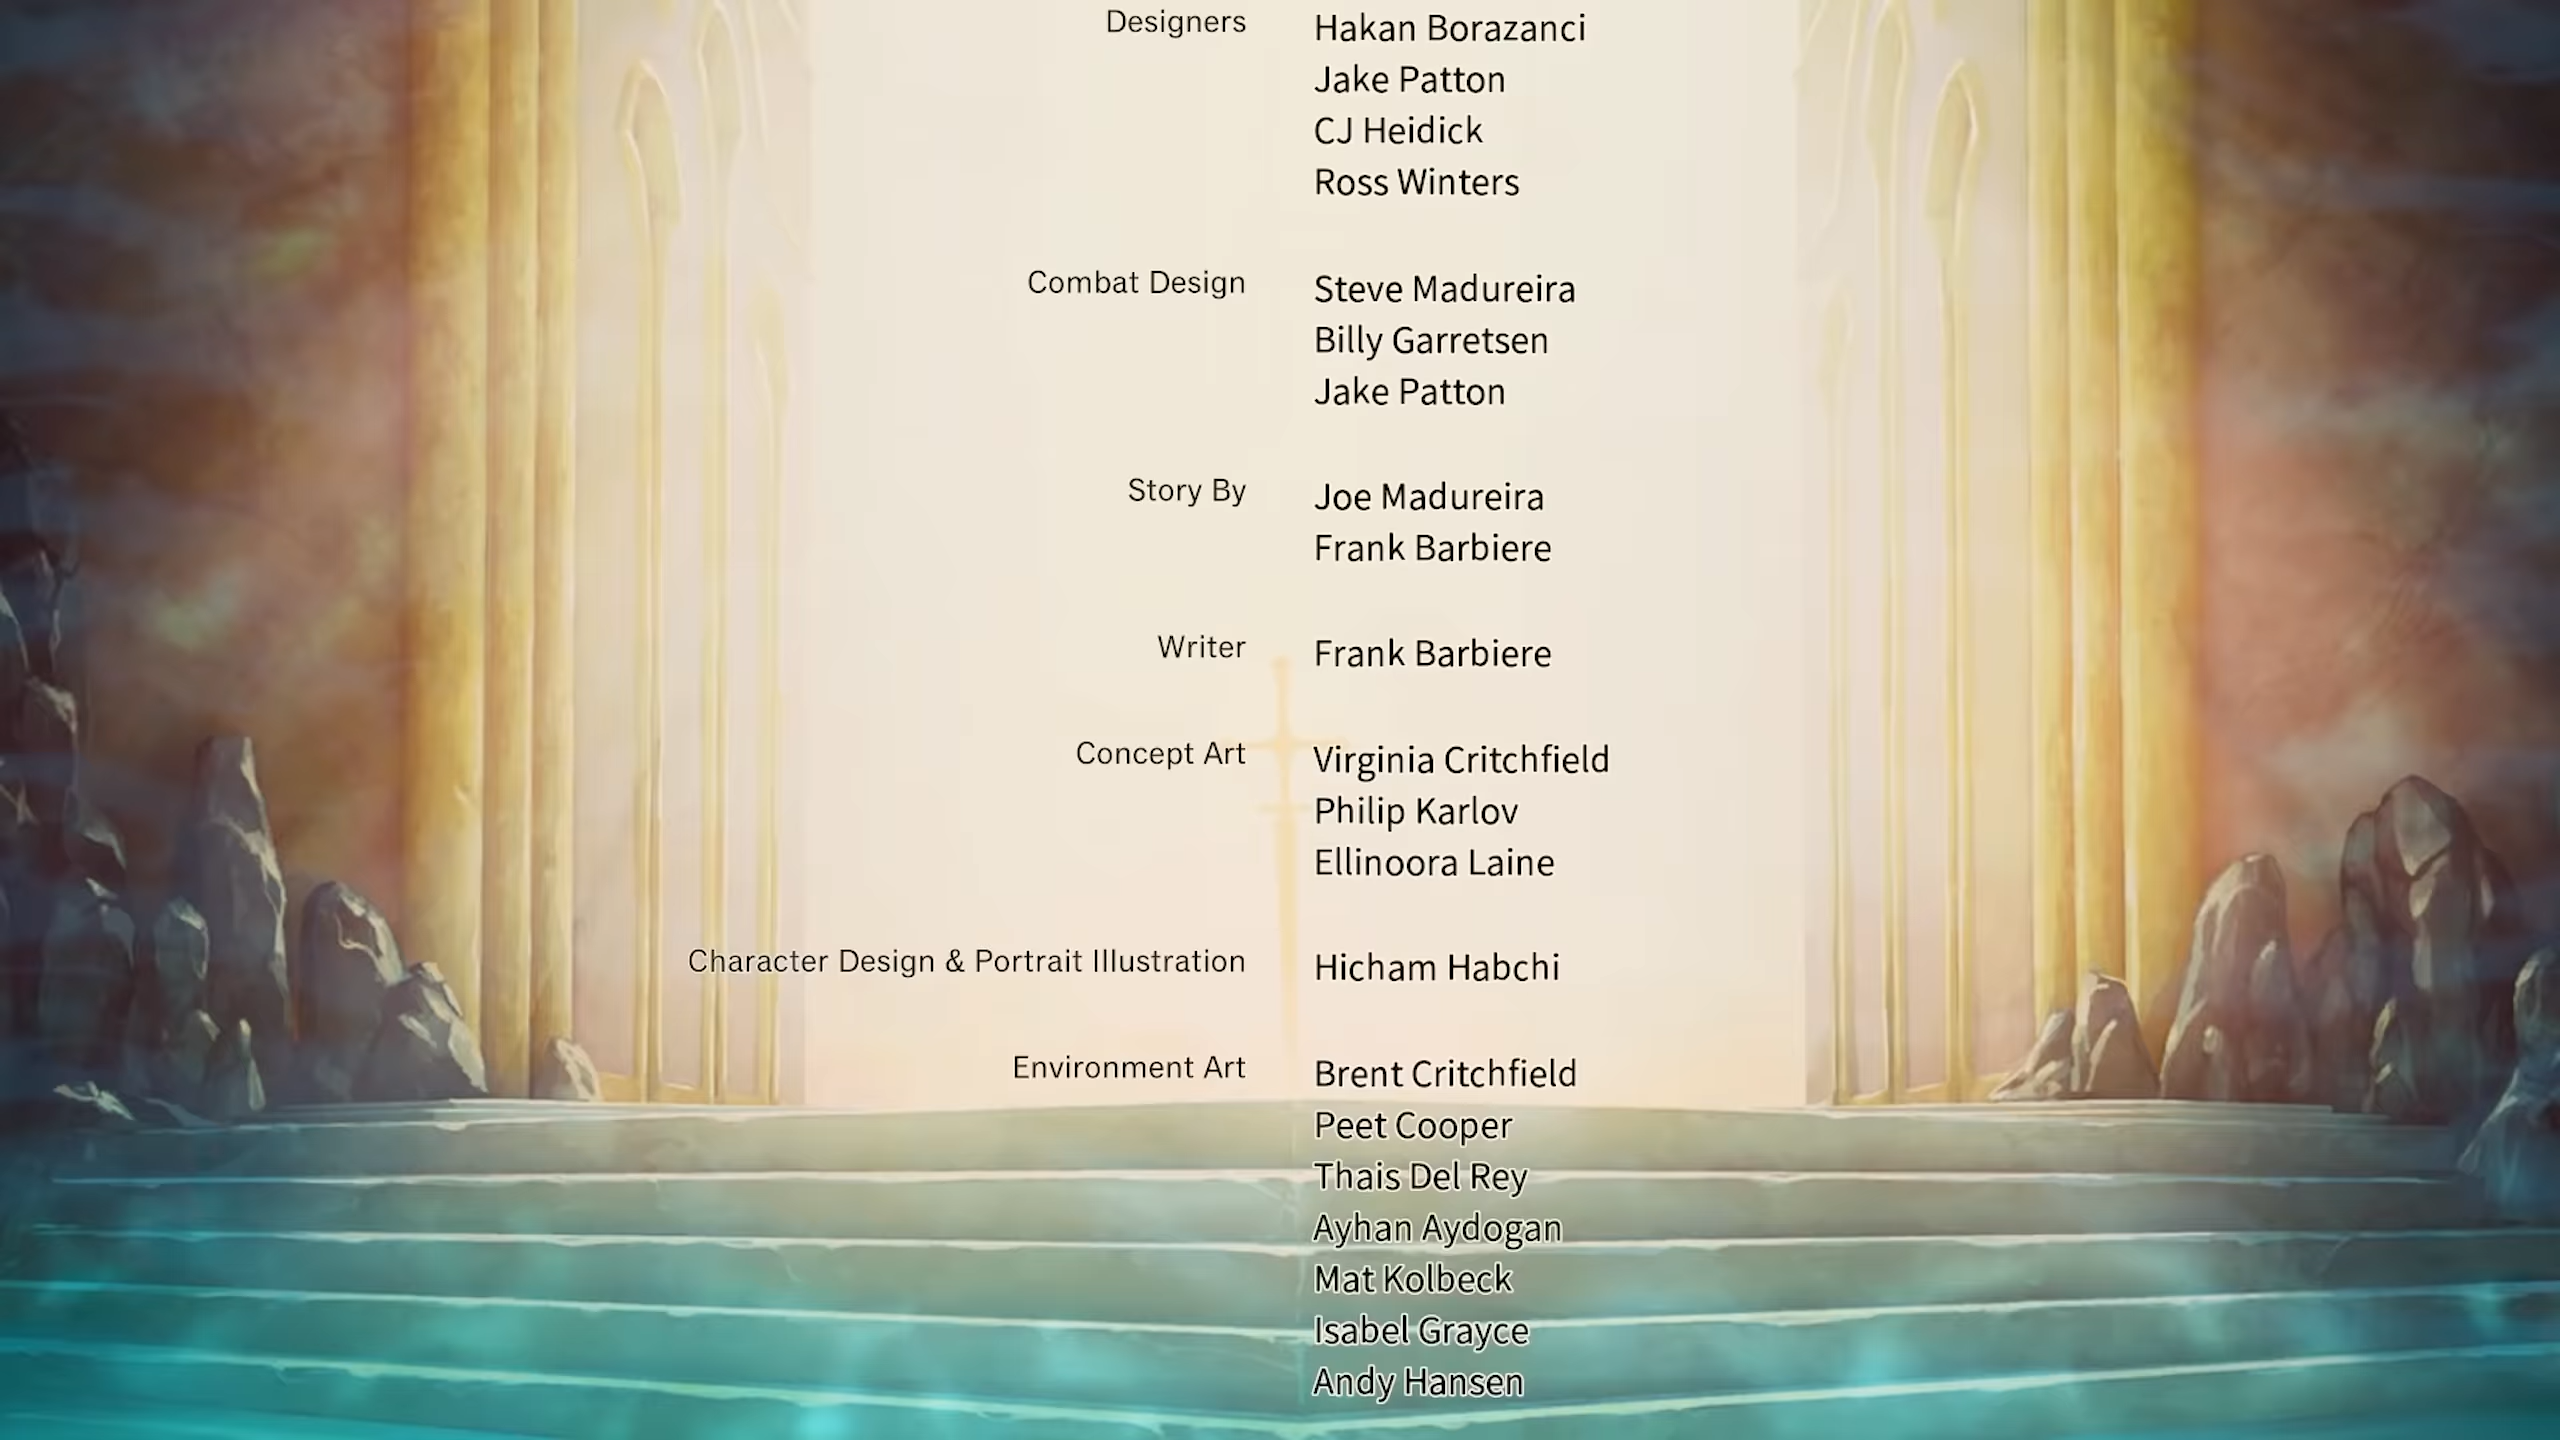 Designers Hakan Borazanci
Jake Patton
CJ Heidick
Ross Winters
Combat Design Steve Madureira
Billy Garretsen
Jake Patton
Story By Joe Madureira
Frank Barbiere
Writer Frank Barbiere
Concept Art Virginia Critchfield
Philip Karlov
Ellinoora Laine
Character Design & Portrait Illustration Hicham Habchi
Environment Art Brent Critchfield
Peet Cooper
Thais Del Rey
Ayhan Aydogan
Mat Kolbeck
Isabel Grayce
Andy Hansen